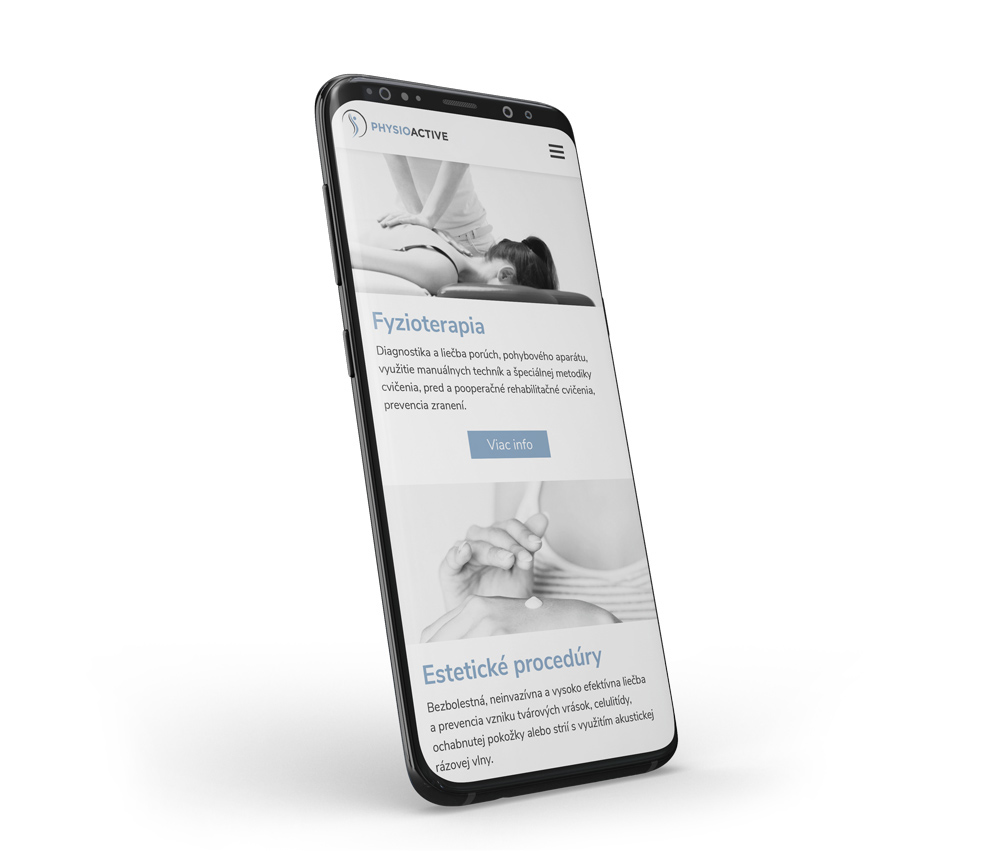 PHYSIOACTIVE
Fyzioterapia
Diagnostika a liečba porúch, pohybového aparátu,
využitie manuálnych techník a špeciálnej metodiky
cvičenia, pred a pooperačné rehabilitačné cvičenia,
prevencia zranení.
Viac info
Estetické procedúry
Bezbolestná, neinvazívna a vysoko efektívna liečba
a prevencia vzniku tvárových vrások, celulitídy,
ochabnutej pokožky alebo strií s využitím akustickej
rázovej vlny.